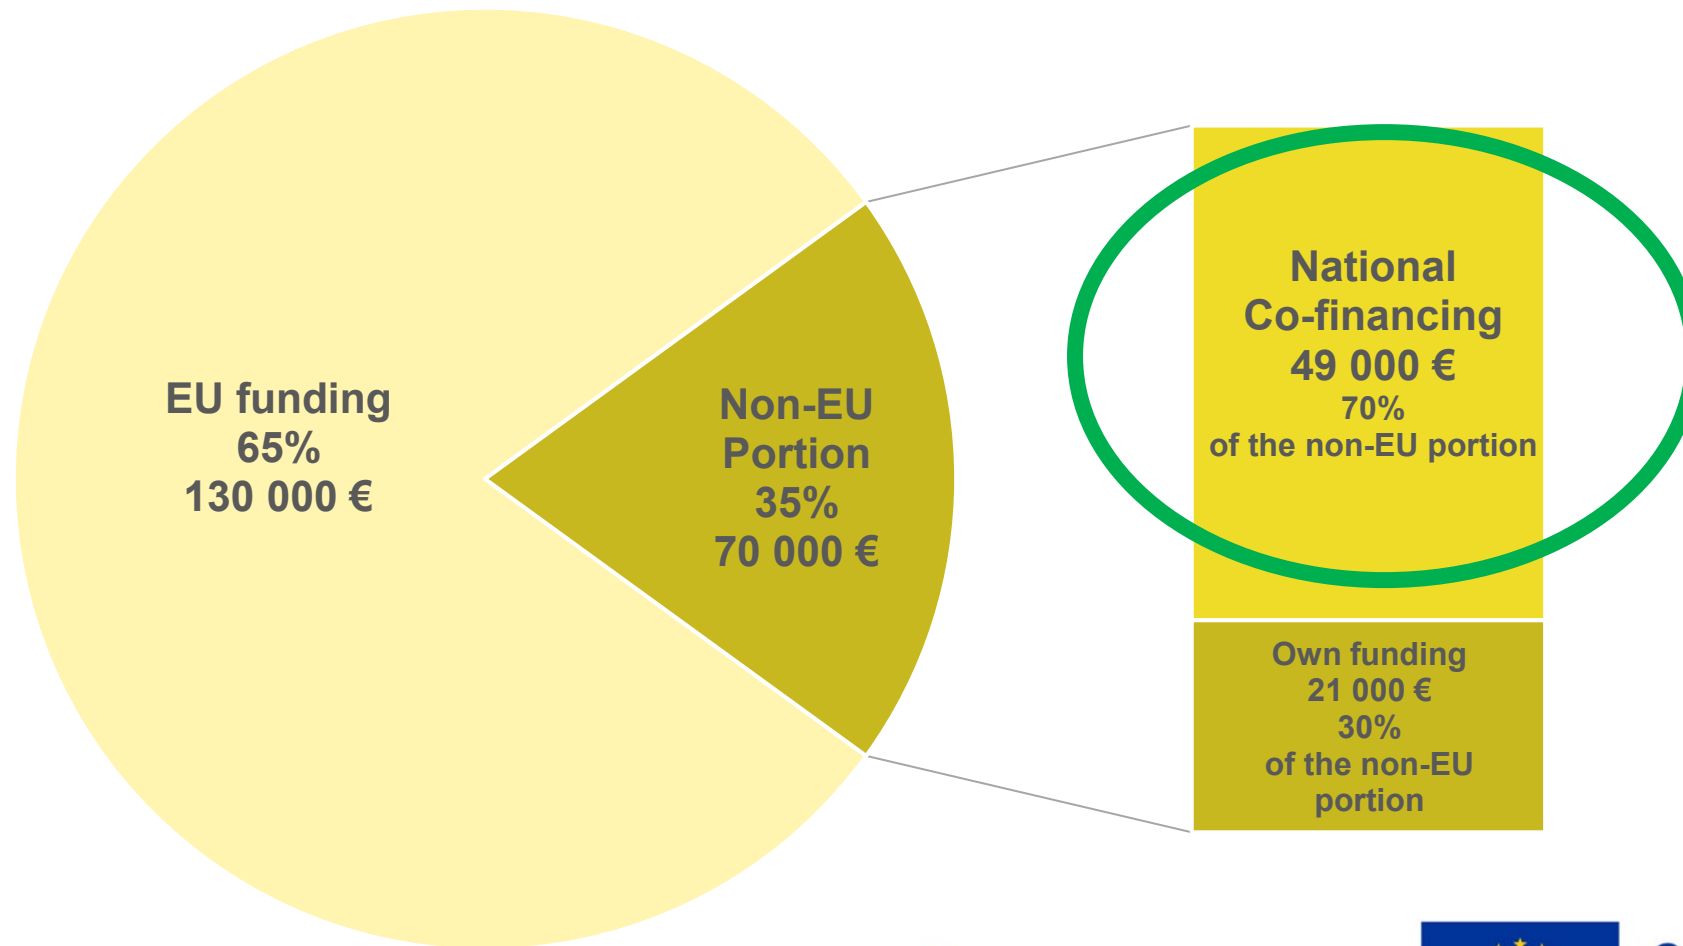 EU funding
65%
130 000 €
Non-EU
Portion
35%
70 000 €
National
Co-financing
49 000 €
70%
of the non-EU portion
Own funding
21 000 €
30%
of the non-EU
portion